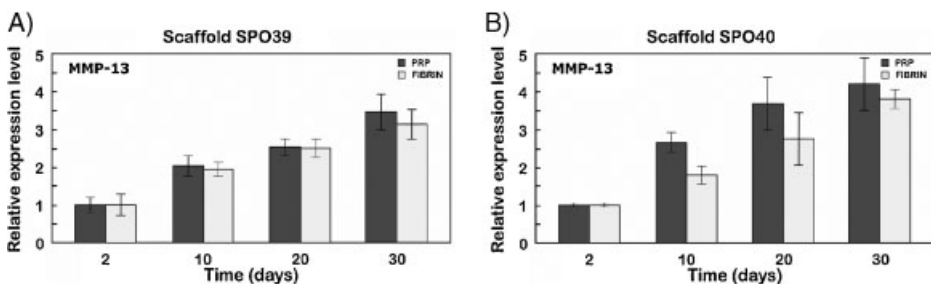 A)
Scaffold SPO39
Relative expression level
5
4
3
2
1
0
MMP-13
PRP
FIBRIN
2 10 20 30
Time (days)
B)
Scaffold SPO40
Relative expression level
5
4
3
2
1
0
MMP-13
PRP
FIBRIN
2 10 20 30
Time (days)